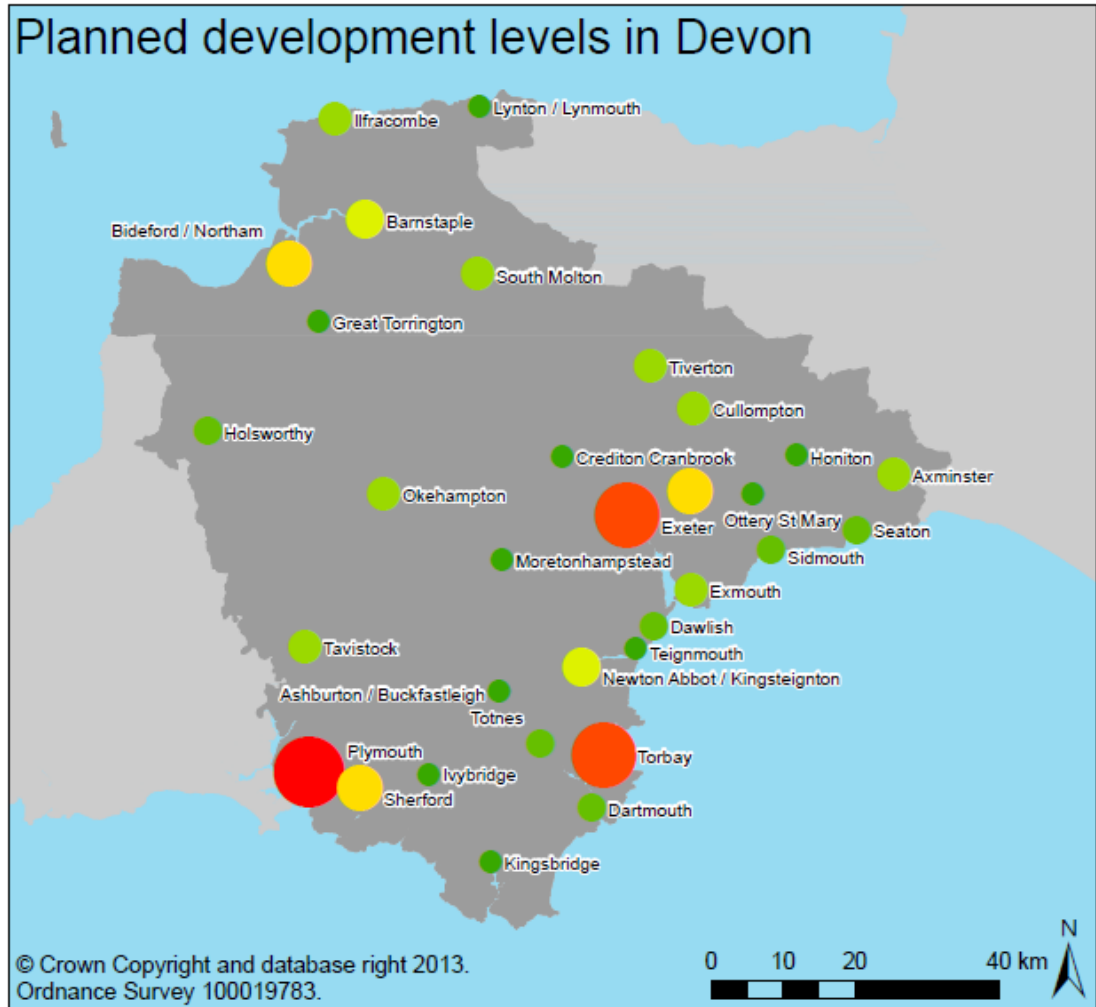 Planned development levels in Devon
Lynton / Lynmouth
Ilfracombe
Barnstaple
Bideford / Northam
South Molton
Great Torrington
Tiverton
Cullompton
Holsworthy
Crediton
Cranbrook
Honiton
Axminster
Okehampton
Exeter
Ottery St Mary
Seaton
Sidmouth
Moretonhampstead
Exmouth
Dawlish
Tavistock
Teignmouth
Newton Abbot / Kingsteignton
Ashburton / Buckfastleigh
Totnes
Plymouth
Torbay
Ivybridge
Sherford
Dartmouth
Kingsbridge
N
© Crown Copyright and database right 2013.
Ordnance Survey 100019783.
0 10 20 40 km